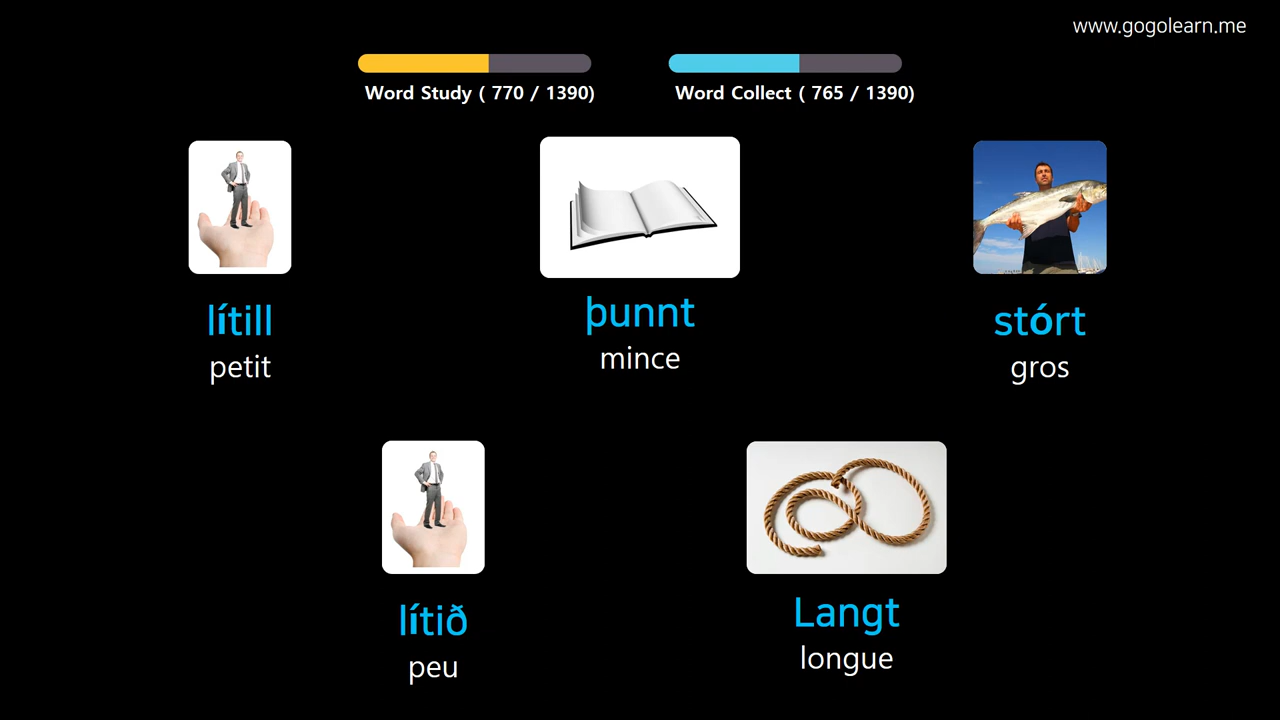 www.gogolearn.me
Word Study ( 770 / 1390)
Word Collect ( 765 / 1390)
lítill
petit
þunnt
mince
stórt
gros
lítið
peu
Langt
longue